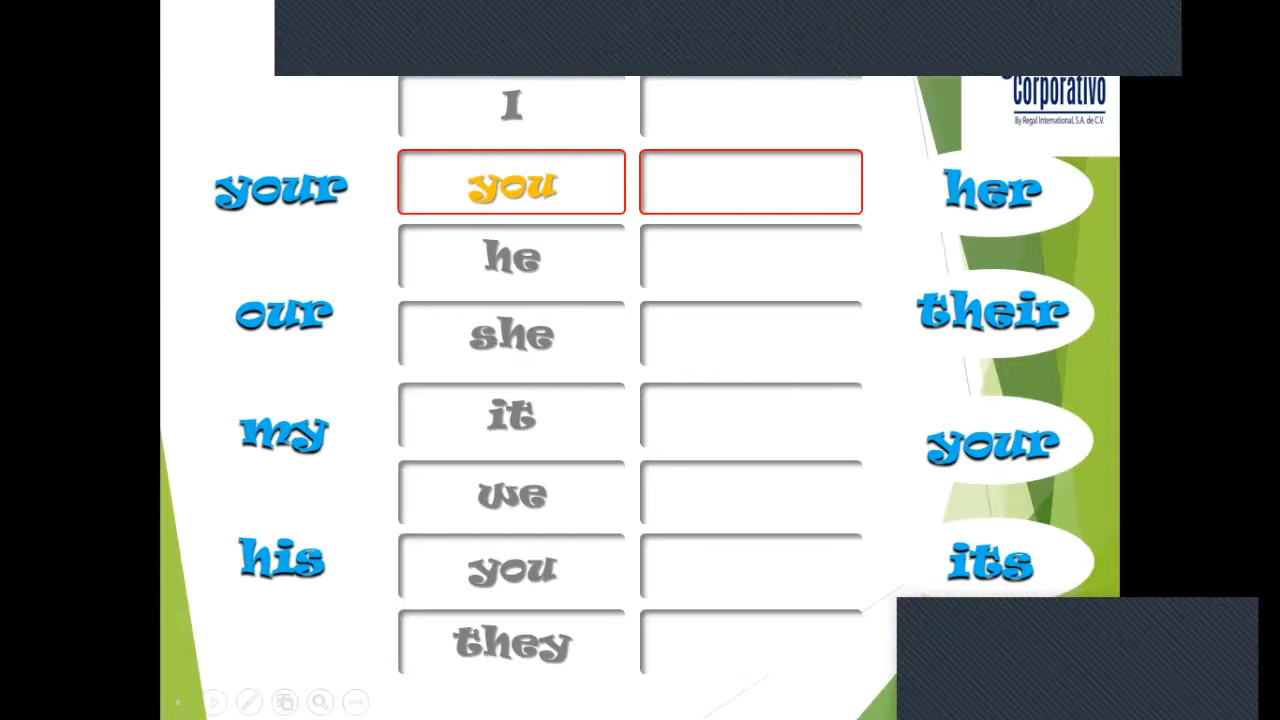 Corporativo
By Regal International, S.A. de C.V.
I
your
you
her
he
our
she
their
my
it
your
we
his
you
its
they